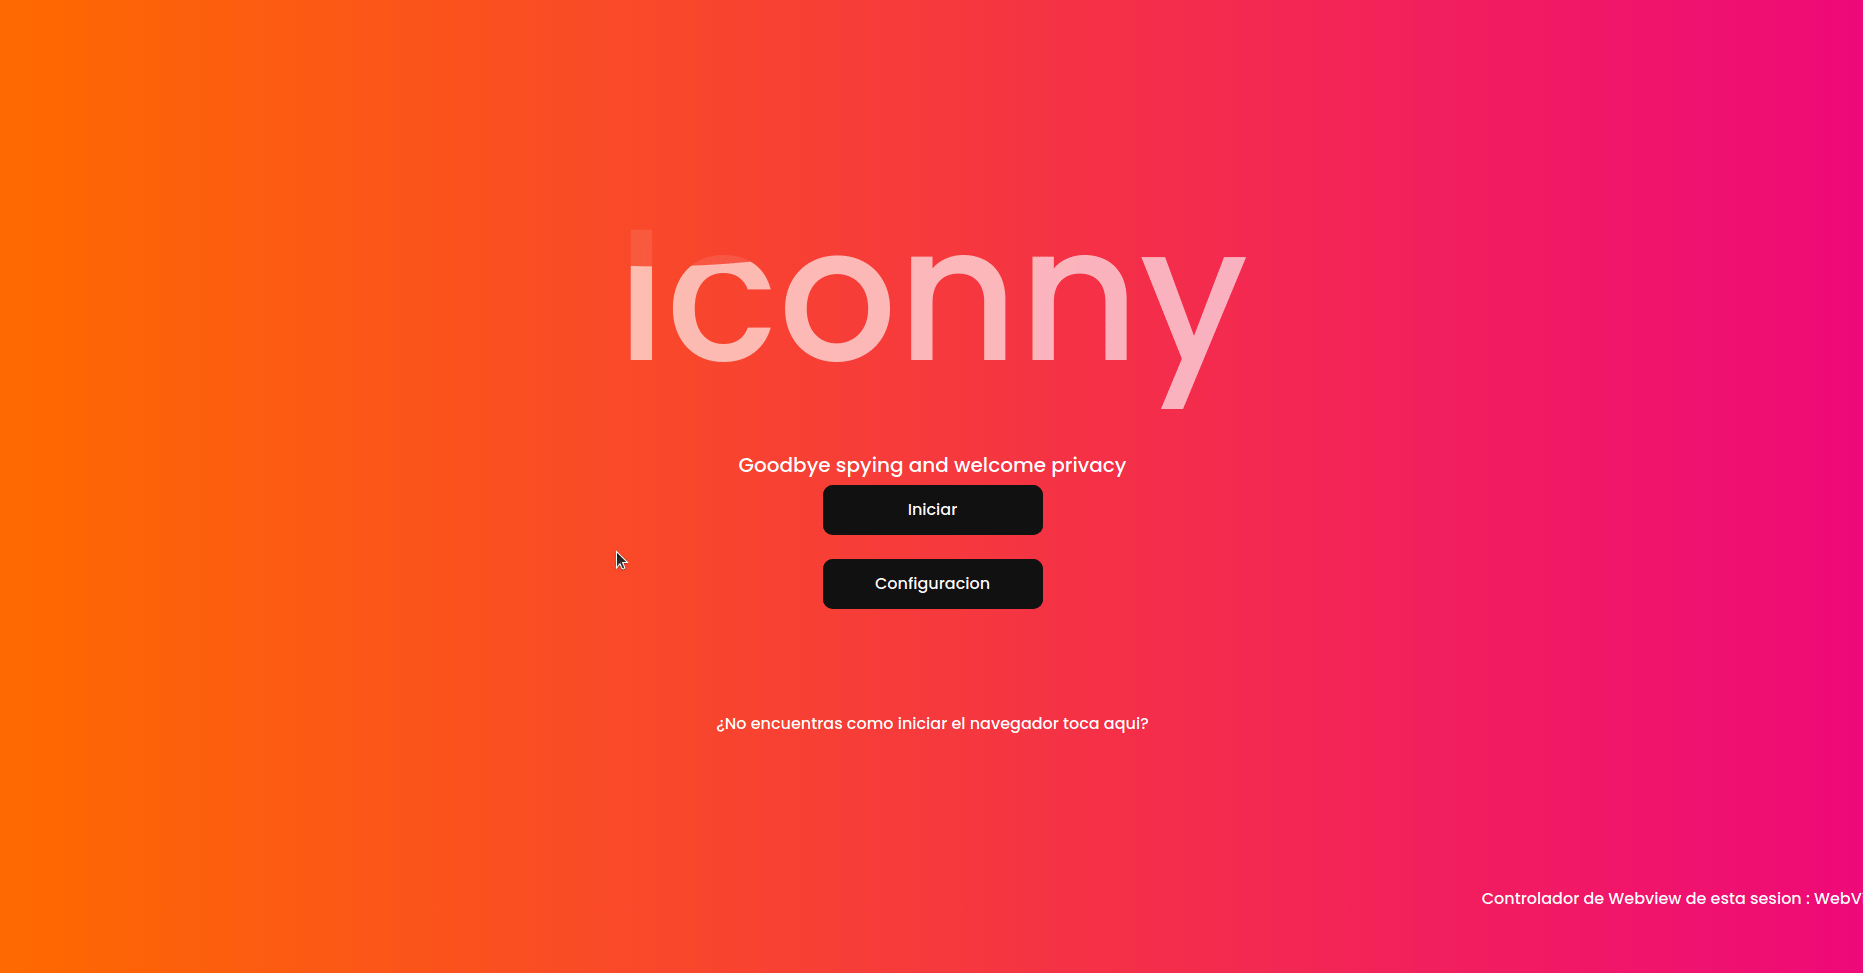 iconny
Goodbye spying and welcome privacy
Iniciar
Configuracion
¿No encuentras como iniciar el navegador toca aqui?
Controlador de Webview de esta sesion :